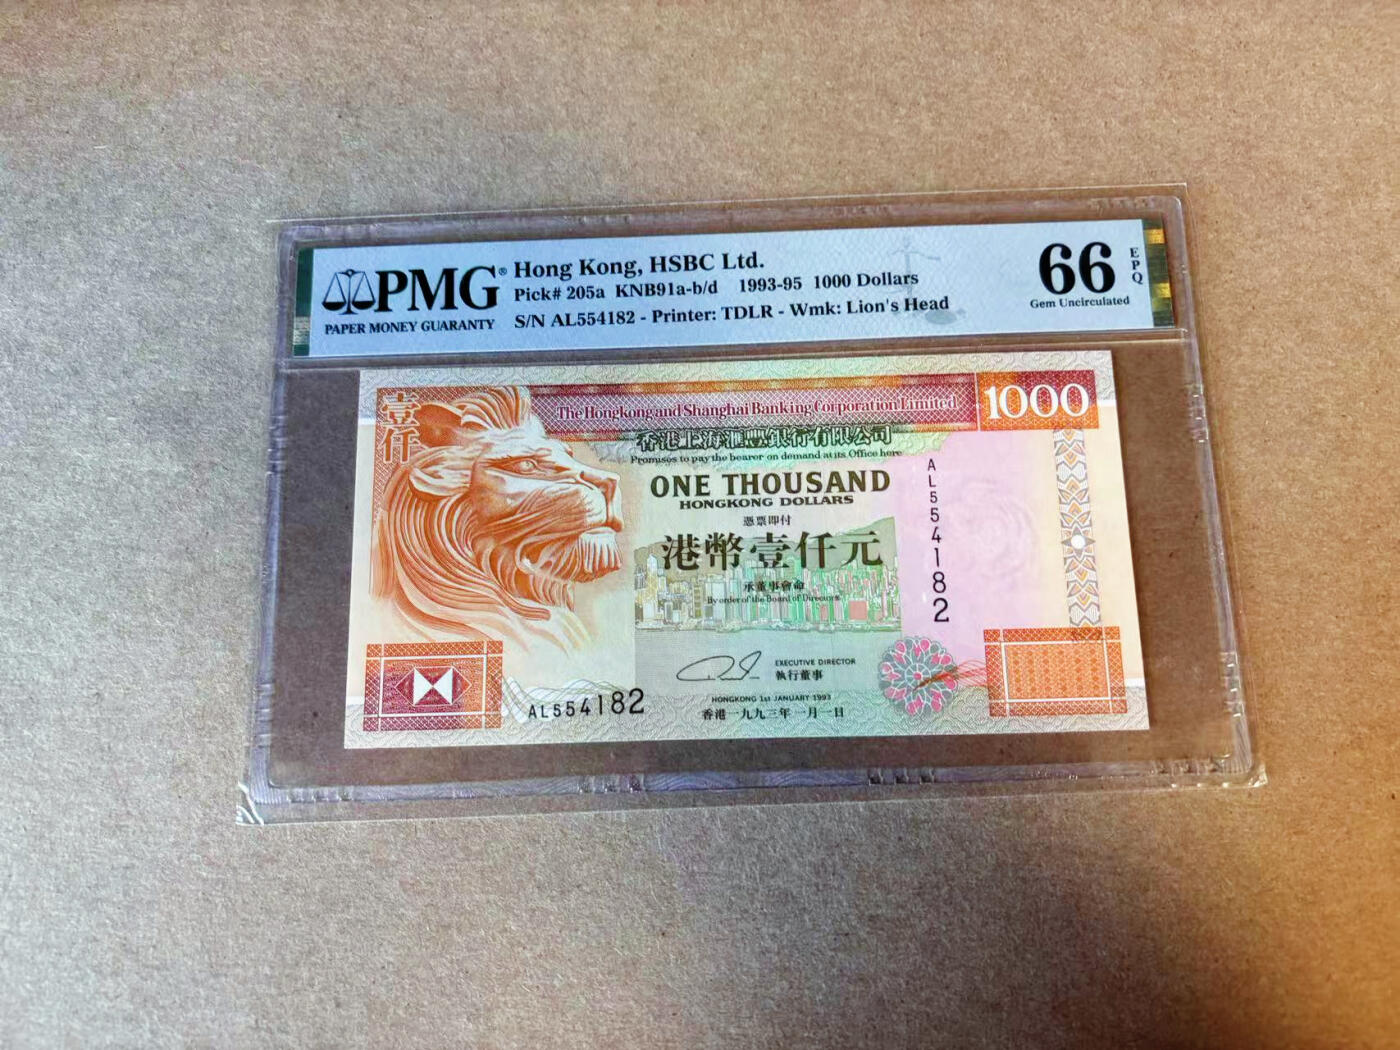 PMG®
PAPER MONEY GUARANTY
Hong Kong, HSBC Ltd.
Pick# 205a KNB91a-b/d 1993-95 1000 Dollars
S/N AL554182 - Printer: TDLR - Wmk: Lion's Head
66
EPQ
Gem Uncirculated
壹仟
The Hongkong and Shanghai Banking Corporation Limited
1000
香港上海滙豐銀行有限公司
Promises to pay the bearer on demand at its Office here
ONE THOUSAND
HONGKONG DOLLARS
憑票即付
港幣壹仟元
承董事會命
By order of the Board of Directors
AL554182
EXECUTIVE DIRECTOR
執行董事
AL554182
HONGKONG 1st JANUARY 1993
香港一九九三年一月一日